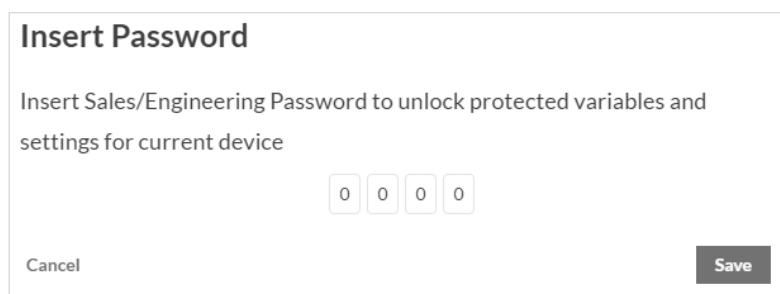 Insert Password
Insert Sales/Engineering Password to unlock protected variables and
settings for current device
0 0 0 0
Cancel Save